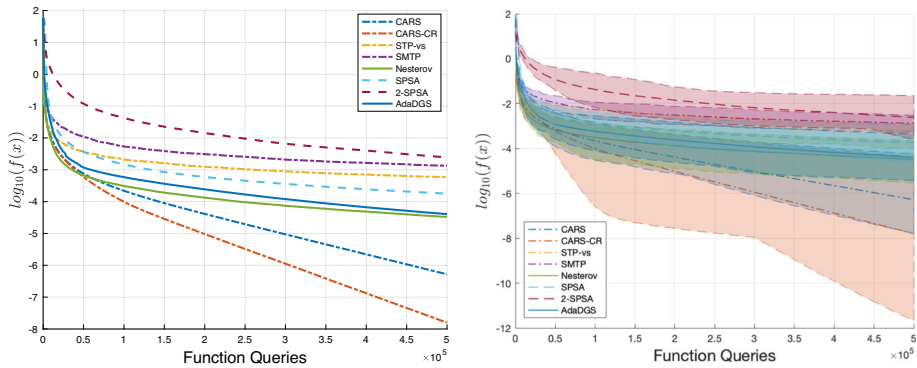 2
1
0
-1
-2
-3
-4
-5
-6
-7
-8
log10(f(x))
0
0.5
1
1.5
2
2.5
3
3.5
4
4.5
5
×10^5
Function Queries
CARS
CARS-CR
STP-vs
SMTP
Nesterov
SPSA
2-SPSA
AdaDGS
2
0
-2
-4
-6
-8
-10
-12
log10(f(x))
CARS
CARS-CR
STP-vs
SMTP
Nesterov
SPSA
2-SPSA
AdaDGS
0
0.5
1
1.5
2
2.5
3
3.5
4
4.5
5
×10^5
Function Queries